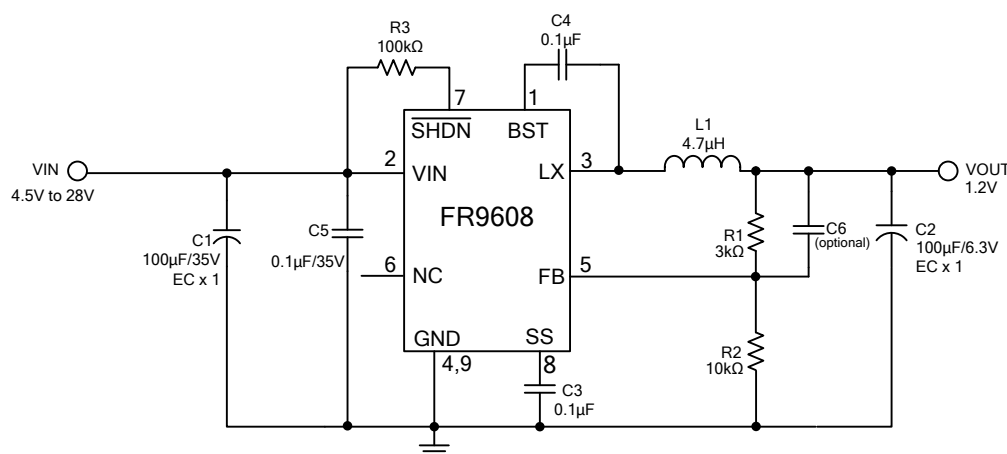 C4
0.1µF
R3
100kΩ
7
1
SHDN
BST
L1
4.7µH
VIN
4.5V to 28V
2
VIN
LX
3
VOUT
1.2V
FR9608
C1
100µF/35V
EC x 1
C5
0.1µF/35V
R1
3kΩ
C6
(optional)
C2
100µF/6.3V
EC x 1
6
NC
FB
5
GND
SS
4,9
8
C3
0.1µF
R2
10kΩ